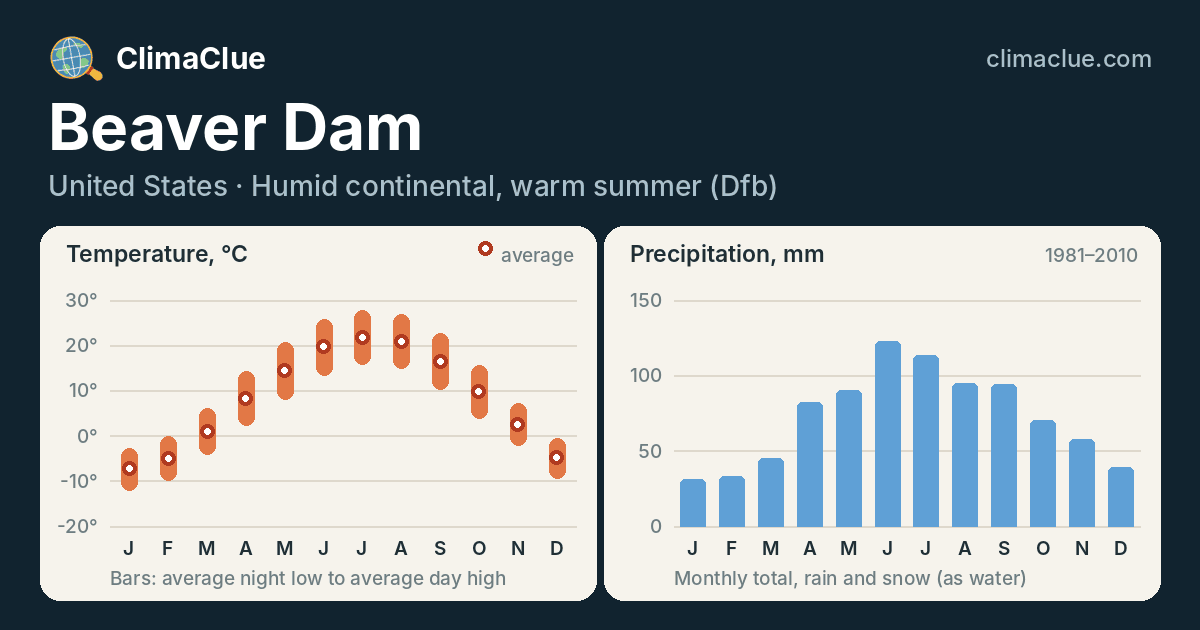 ClimaClue
climaclue.com
Beaver Dam
United States · Humid continental, warm summer (Dfb)
Temperature, °C
average
30°
20°
10°
0°
-10°
-20°
J F M A M J J A S O N D
Bars: average night low to average day high
Precipitation, mm
1981–2010
150
100
50
0
J F M A M J J A S O N D
Monthly total, rain and snow (as water)